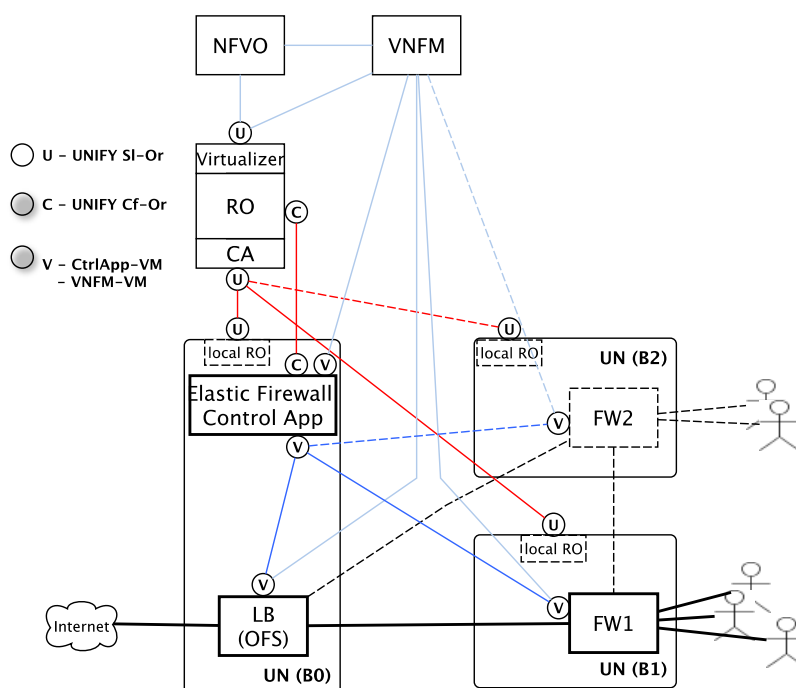 NFVO
VNFM
U
U – UNIFY Sl-Or
Virtualizer
C – UNIFY Cf-Or
RO
C
V – CtrlApp-VM
– VNFM-VM
CA
U
U
U
local RO
local RO
UN (B2)
C
V
Elastic Firewall
Control App
FW2
V
V
U
local RO
V
V
LB
(OFS)
Internet
FW1
UN (B0)
UN (B1)